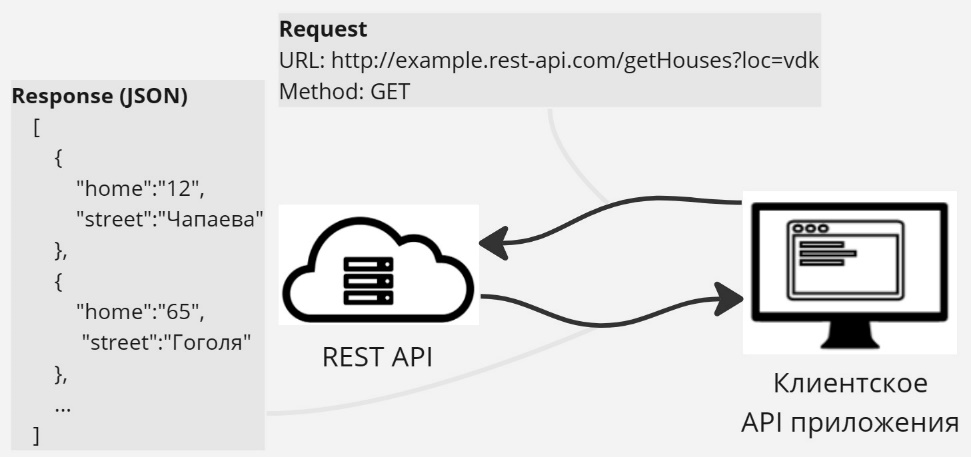 Request
URL: http://example.rest-api.com/getHouses?loc=vdk
Method: GET
Response (JSON)
[
{
"home":"12",
"street":"Чапаева"
},
{
"home":"65",
"street":"Гоголя"
},
...
]
REST API
Клиентское
API приложения